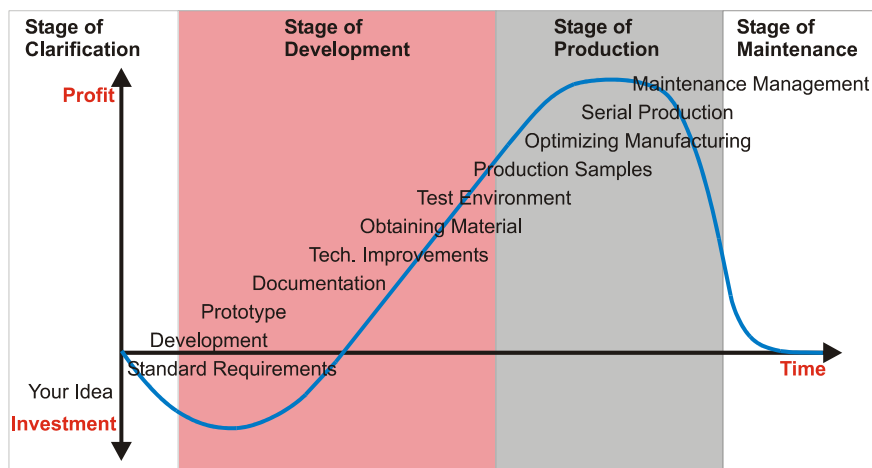 Stage of
Clarification
Stage of
Development
Stage of
Production
Stage of
Maintenance
Profit
Maintenance Management
Serial Production
Optimizing Manufacturing
Production Samples
Test Environment
Obtaining Material
Tech. Improvements
Documentation
Prototype
Development
Standard Requirements
Time
Your Idea
Investment